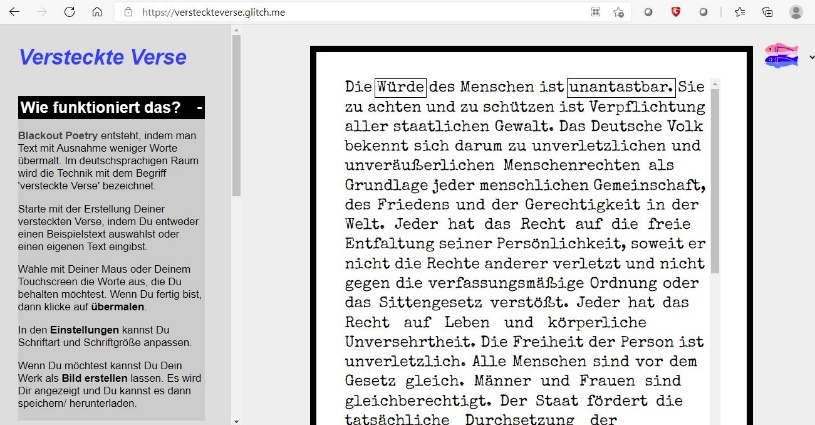 https://versteckteverse.glitch.me
Versteckte Verse
Wie funktioniert das? -
Blackout Poetry entsteht, indem man
Text mit Ausnahme weniger Worte
übermalt. Im deutschsprachigen Raum
wird die Technik mit dem Begriff
'versteckte Verse' bezeichnet.
Starte mit der Erstellung Deiner
versteckten Verse, indem Du entweder
einen Beispielstext auswählst oder
einen eigenen Text eingibst.
Wähle mit Deiner Maus oder Deinem
Touchscreen die Worte aus, die Du
behalten möchtest. Wenn Du fertig bist,
dann klicke auf übermalen.
In den Einstellungen kannst Du
Schriftart und Schriftgröße anpassen.
Wenn Du möchtest kannst Du Dein
Werk als Bild erstellen lassen. Es wird
Dir angezeigt und Du kannst es dann
speichern/ herunterladen.
Die Würde des Menschen ist unantastbar. Sie
zu achten und zu schützen ist Verpflichtung
aller staatlichen Gewalt. Das Deutsche Volk
bekennt sich darum zu unverletzlichen und
unveräußerlichen Menschenrechten als
Grundlage jeder menschlichen Gemeinschaft,
des Friedens und der Gerechtigkeit in der
Welt. Jeder hat das Recht auf die freie
Entfaltung seiner Persönlichkeit, soweit er
nicht die Rechte anderer verletzt und nicht
gegen die verfassungsmäßige Ordnung oder
das Sittengesetz verstößt. Jeder hat das
Recht auf Leben und körperliche
Unversehrtheit. Die Freiheit der Person ist
unverletzlich. Alle Menschen sind vor dem
Gesetz gleich. Männer und Frauen sind
gleichberechtigt. Der Staat fördert die
tatsächliche Durchsetzung der